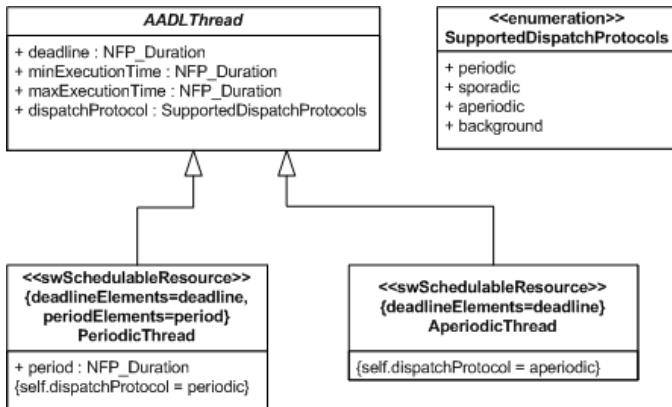 AADLThread
+ deadline : NFP_Duration
+ minExecutionTime : NFP_Duration
+ maxExecutionTime : NFP_Duration
+ dispatchProtocol : SupportedDispatchProtocols
<<enumeration>>
SupportedDispatchProtocols
+ periodic
+ sporadic
+ aperiodic
+ background
<<swSchedulableResource>>
{deadlineElements=deadline,
periodElements=period}
PeriodicThread
+ period : NFP_Duration
{self.dispatchProtocol = periodic}
<<swSchedulableResource>>
{deadlineElements=deadline}
AperiodicThread
{self.dispatchProtocol = aperiodic}